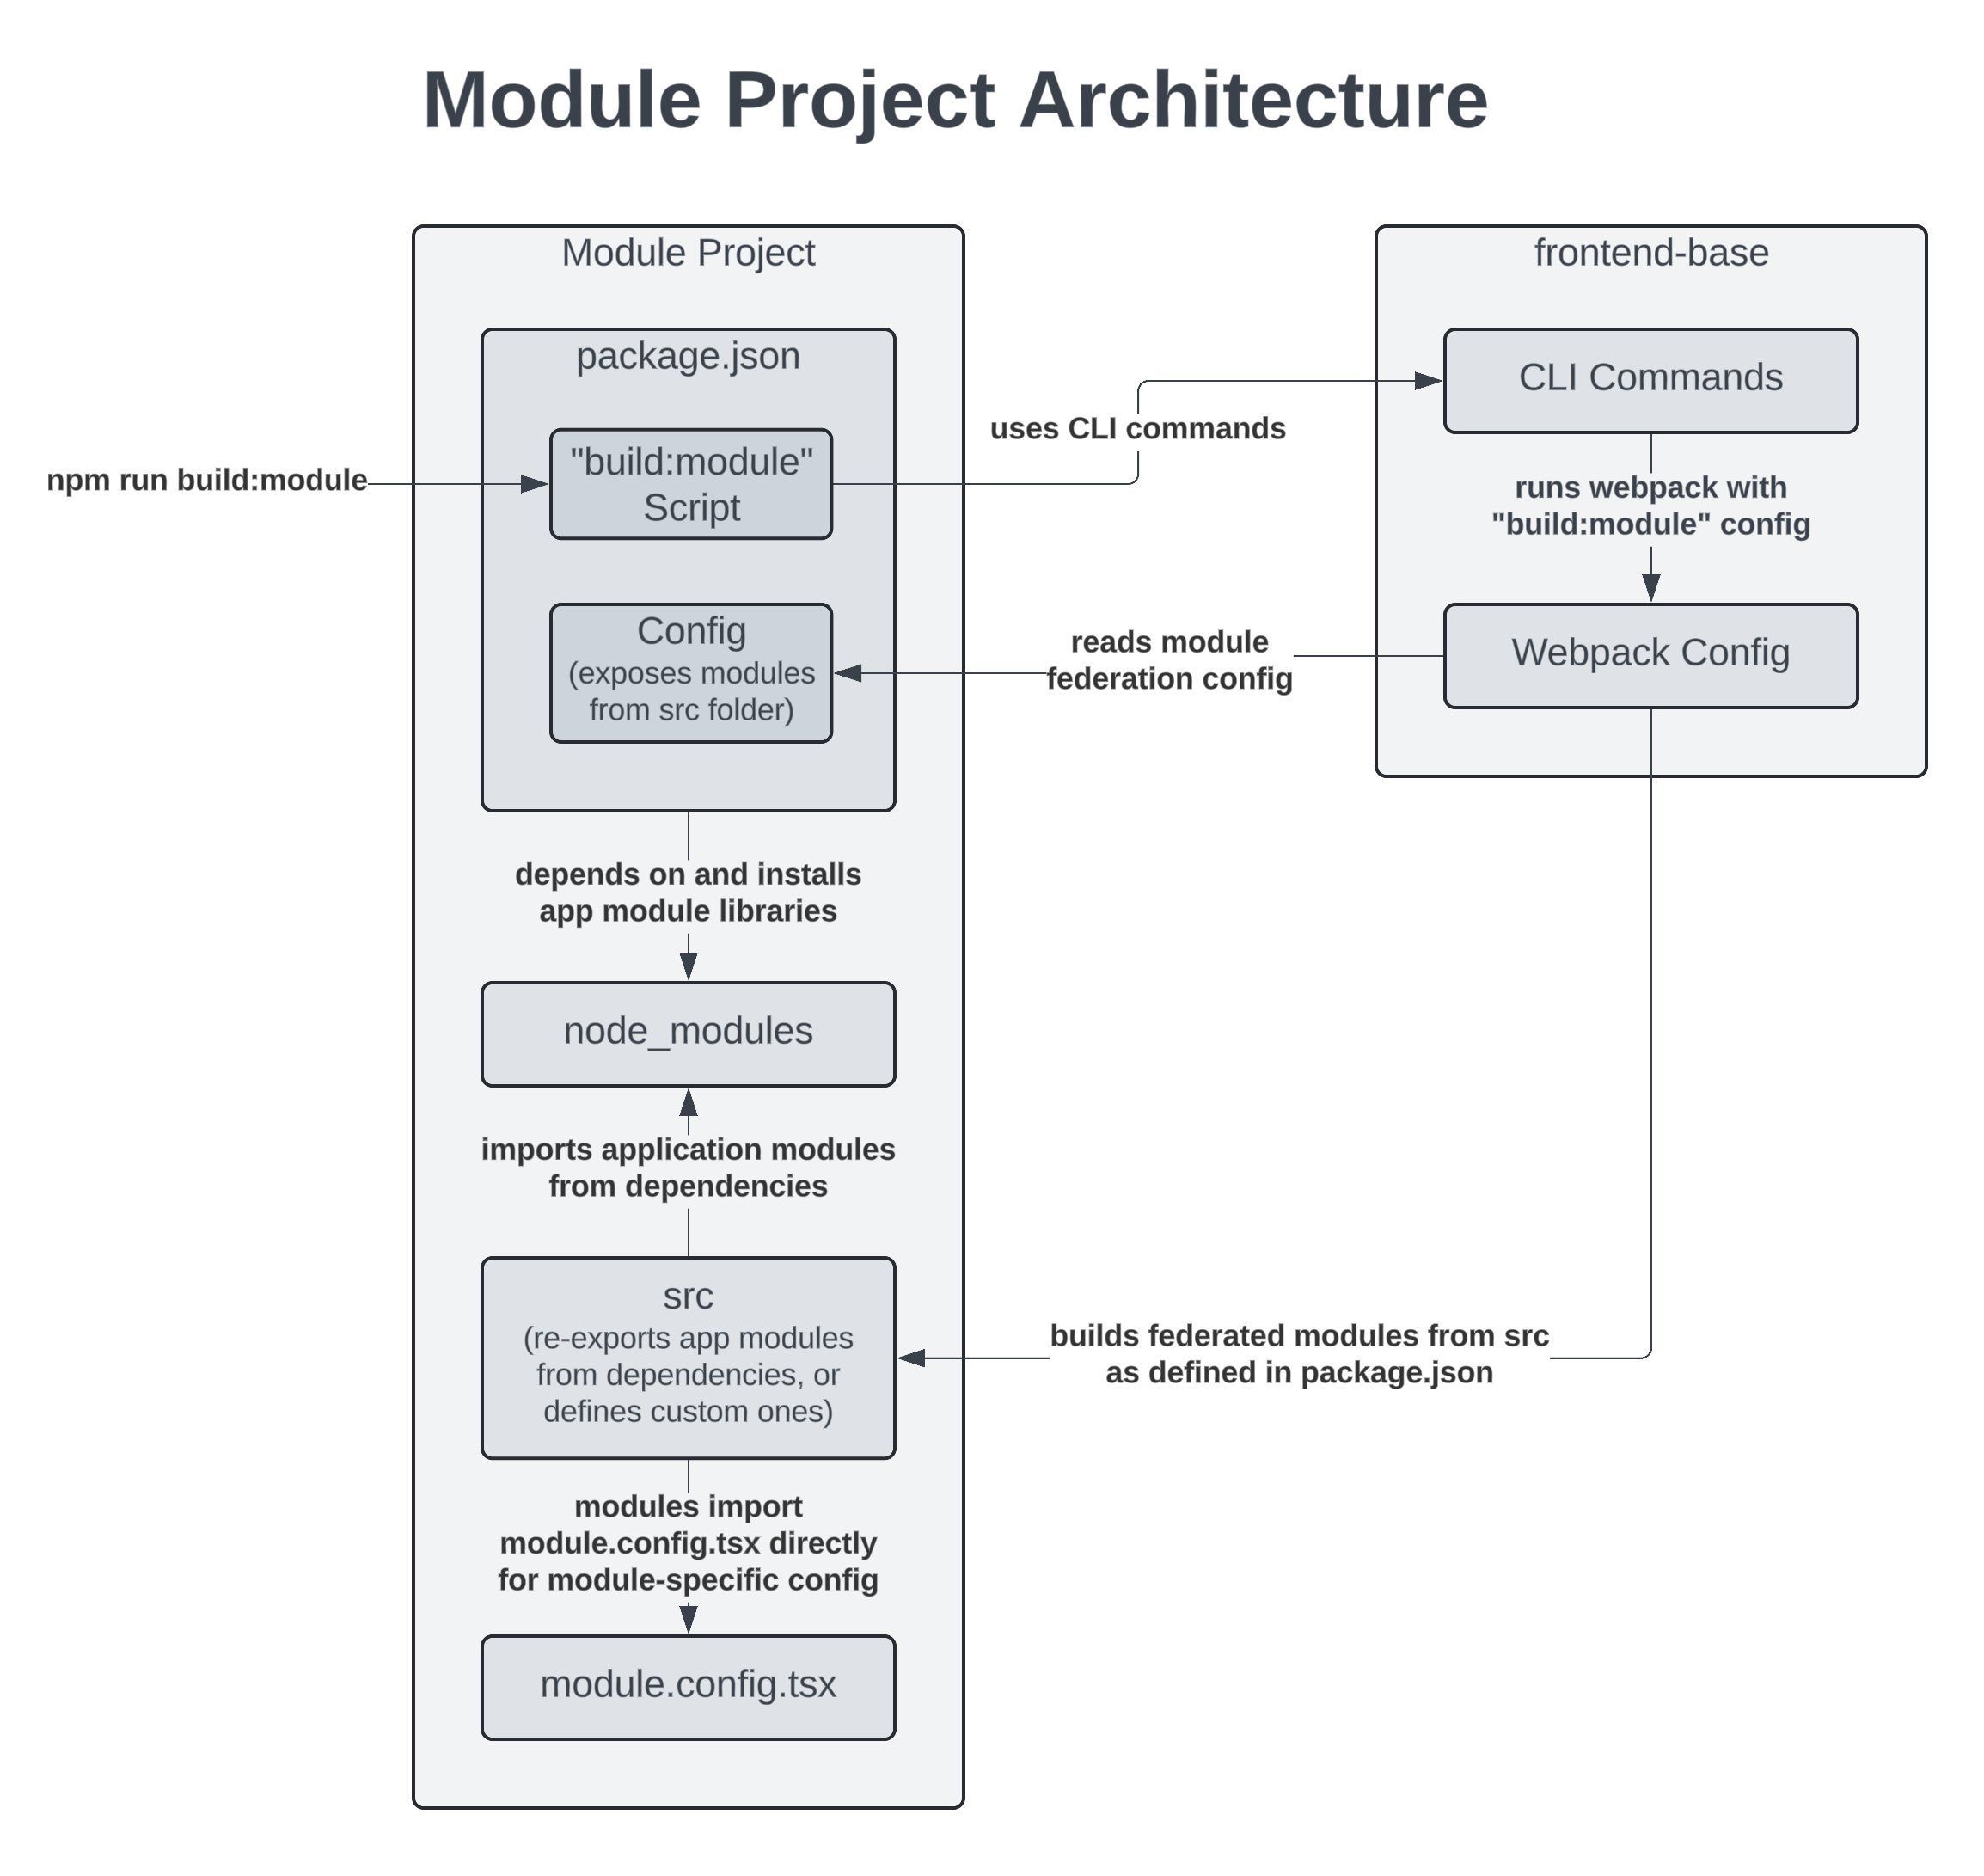 Module Project Architecture
Module Project
frontend-base
package.json
CLI Commands
uses CLI commands
"build:module"
Script
npm run build:module
runs webpack with
"build:module" config
Config
(exposes modules
from src folder)
reads module
federation config
Webpack Config
depends on and installs
app module libraries
node_modules
imports application modules
from dependencies
src
(re-exports app modules
from dependencies, or
defines custom ones)
builds federated modules from src
as defined in package.json
modules import
module.config.tsx directly
for module-specific config
module.config.tsx